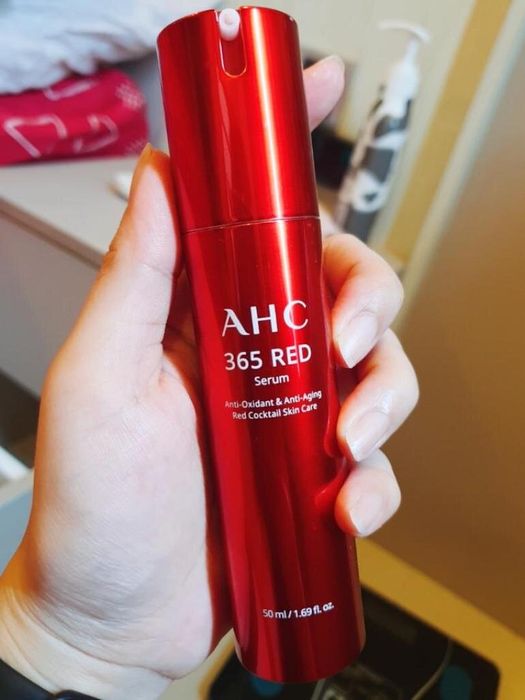 AHC
365 RED
Serum
Anti-Oxidant & Anti-Aging
Red Cocktail Skin Care
50 ml / 1.69 fl. oz.